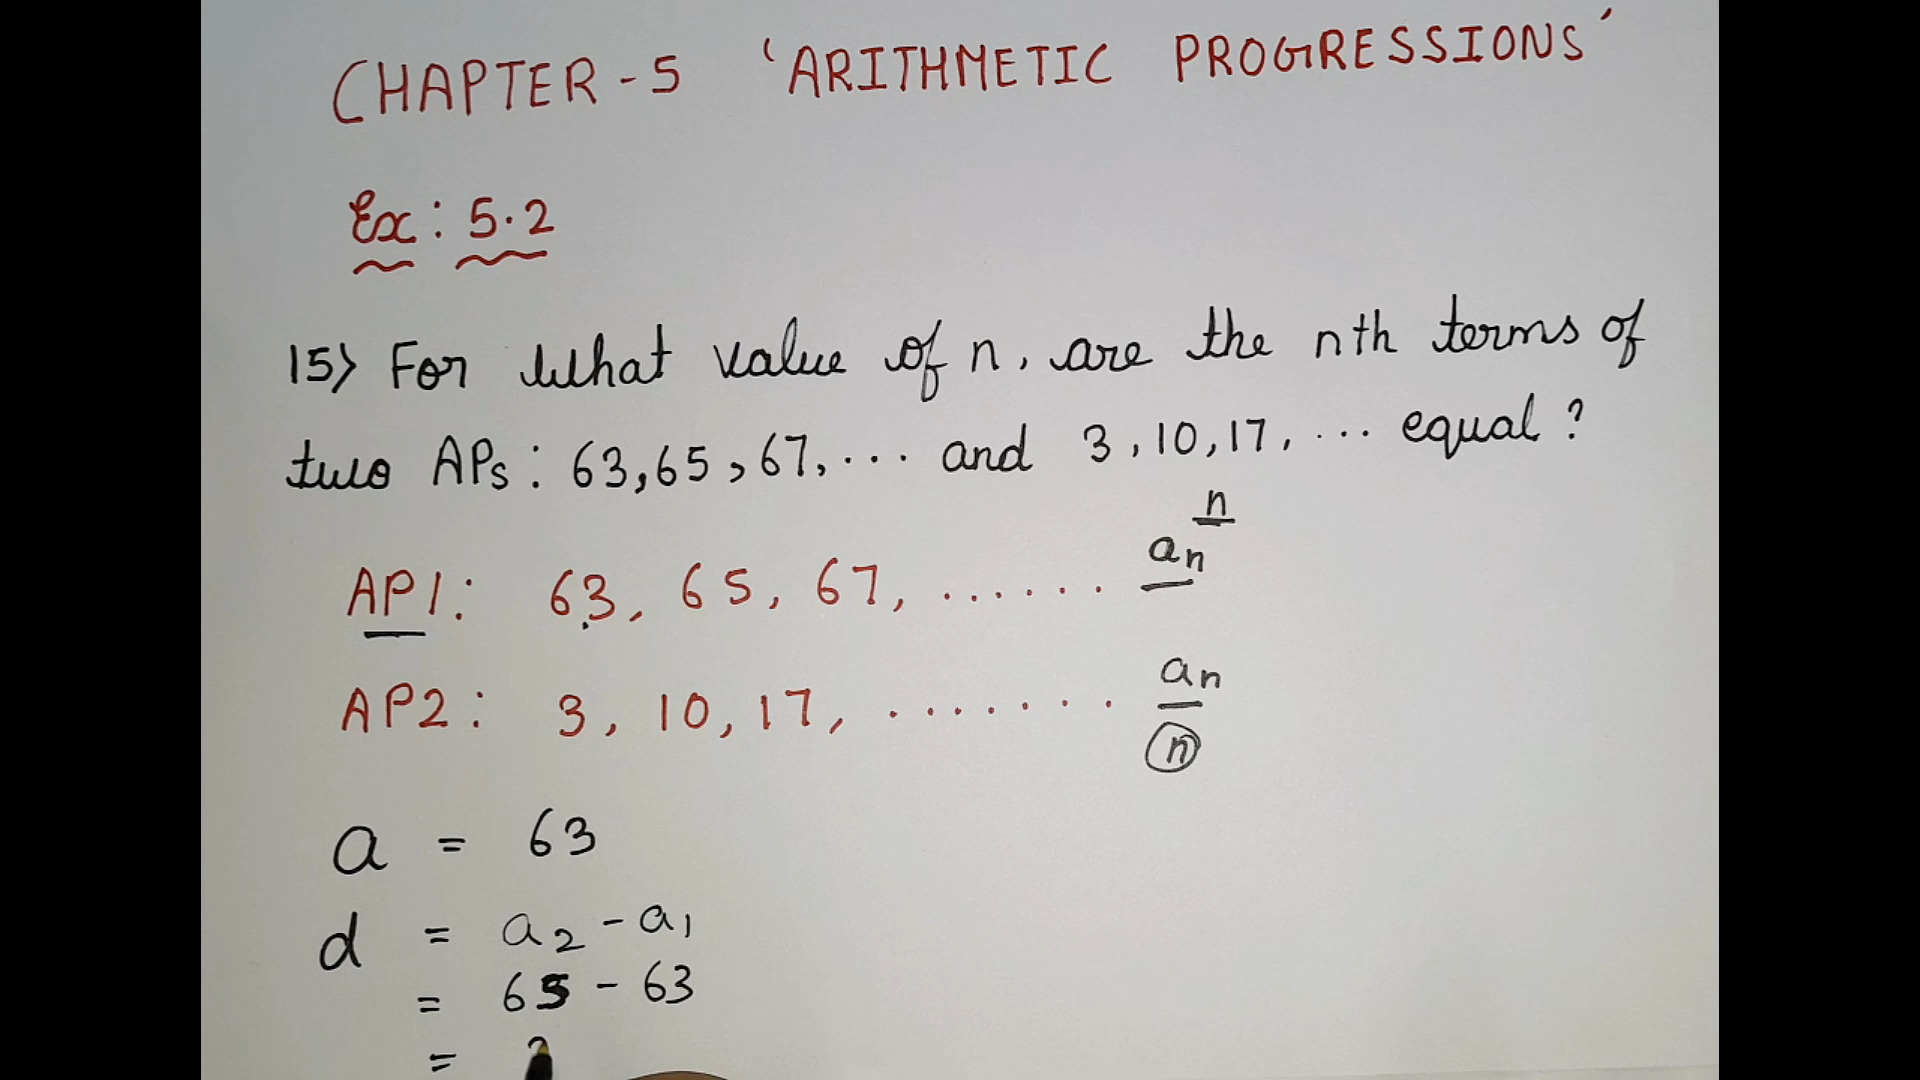 CHAPTER-5 'ARITHMETIC PROGRESSIONS'
Ex: 5.2
15) For what value of n, are the nth terms of
two APs: 63,65,67,... and 3,10,17,... equal?
n
AP1: 63, 65, 67, ...... an
AP2: 3, 10, 17, ....... an
n
a = 63
d = a2 - a1
= 65 - 63
=